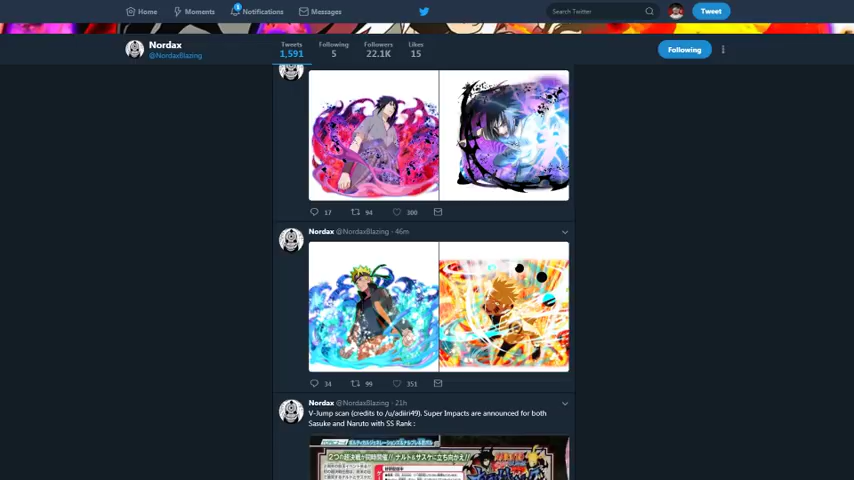 Home
Moments
1
Notifications
Messages
Search Twitter
Tweet
Nordax
@NordaxBlazing
Tweets
1,591
Following
5
Followers
22.1K
Likes
15
Following
17
94
300
Nordax @NordaxBlazing · 46m
34
99
351
Nordax @NordaxBlazing · 21h
V-Jump scan (credits to /u/adiiri49). Super Impacts are announced for both
Sasuke and Naruto with SS Rank :